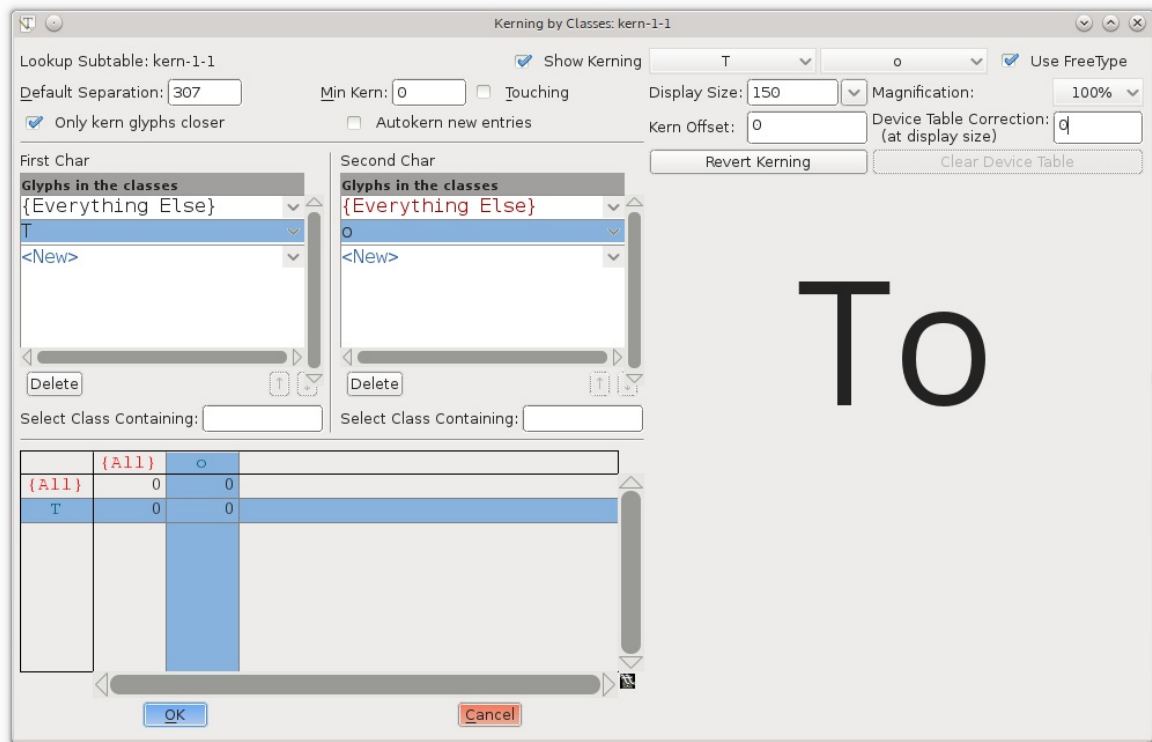 Kerning by Classes: kern-1-1
Lookup Subtable: kern-1-1
Show Kerning T o Use FreeType
Default Separation: 307 Min Kern: 0 Touching Display Size: 150 Magnification: 100%
Only kern glyphs closer Autokern new entries Kern Offset: 0 Device Table Correction: 0
(at display size)
First Char Second Char Revert Kerning Clear Device Table
Glyphs in the classes Glyphs in the classes
{Everything Else} {Everything Else}
T o
<New> <New>
To
Delete Delete
Select Class Containing: Select Class Containing:
{All} o
{All} 0 0
T 0 0
OK Cancel